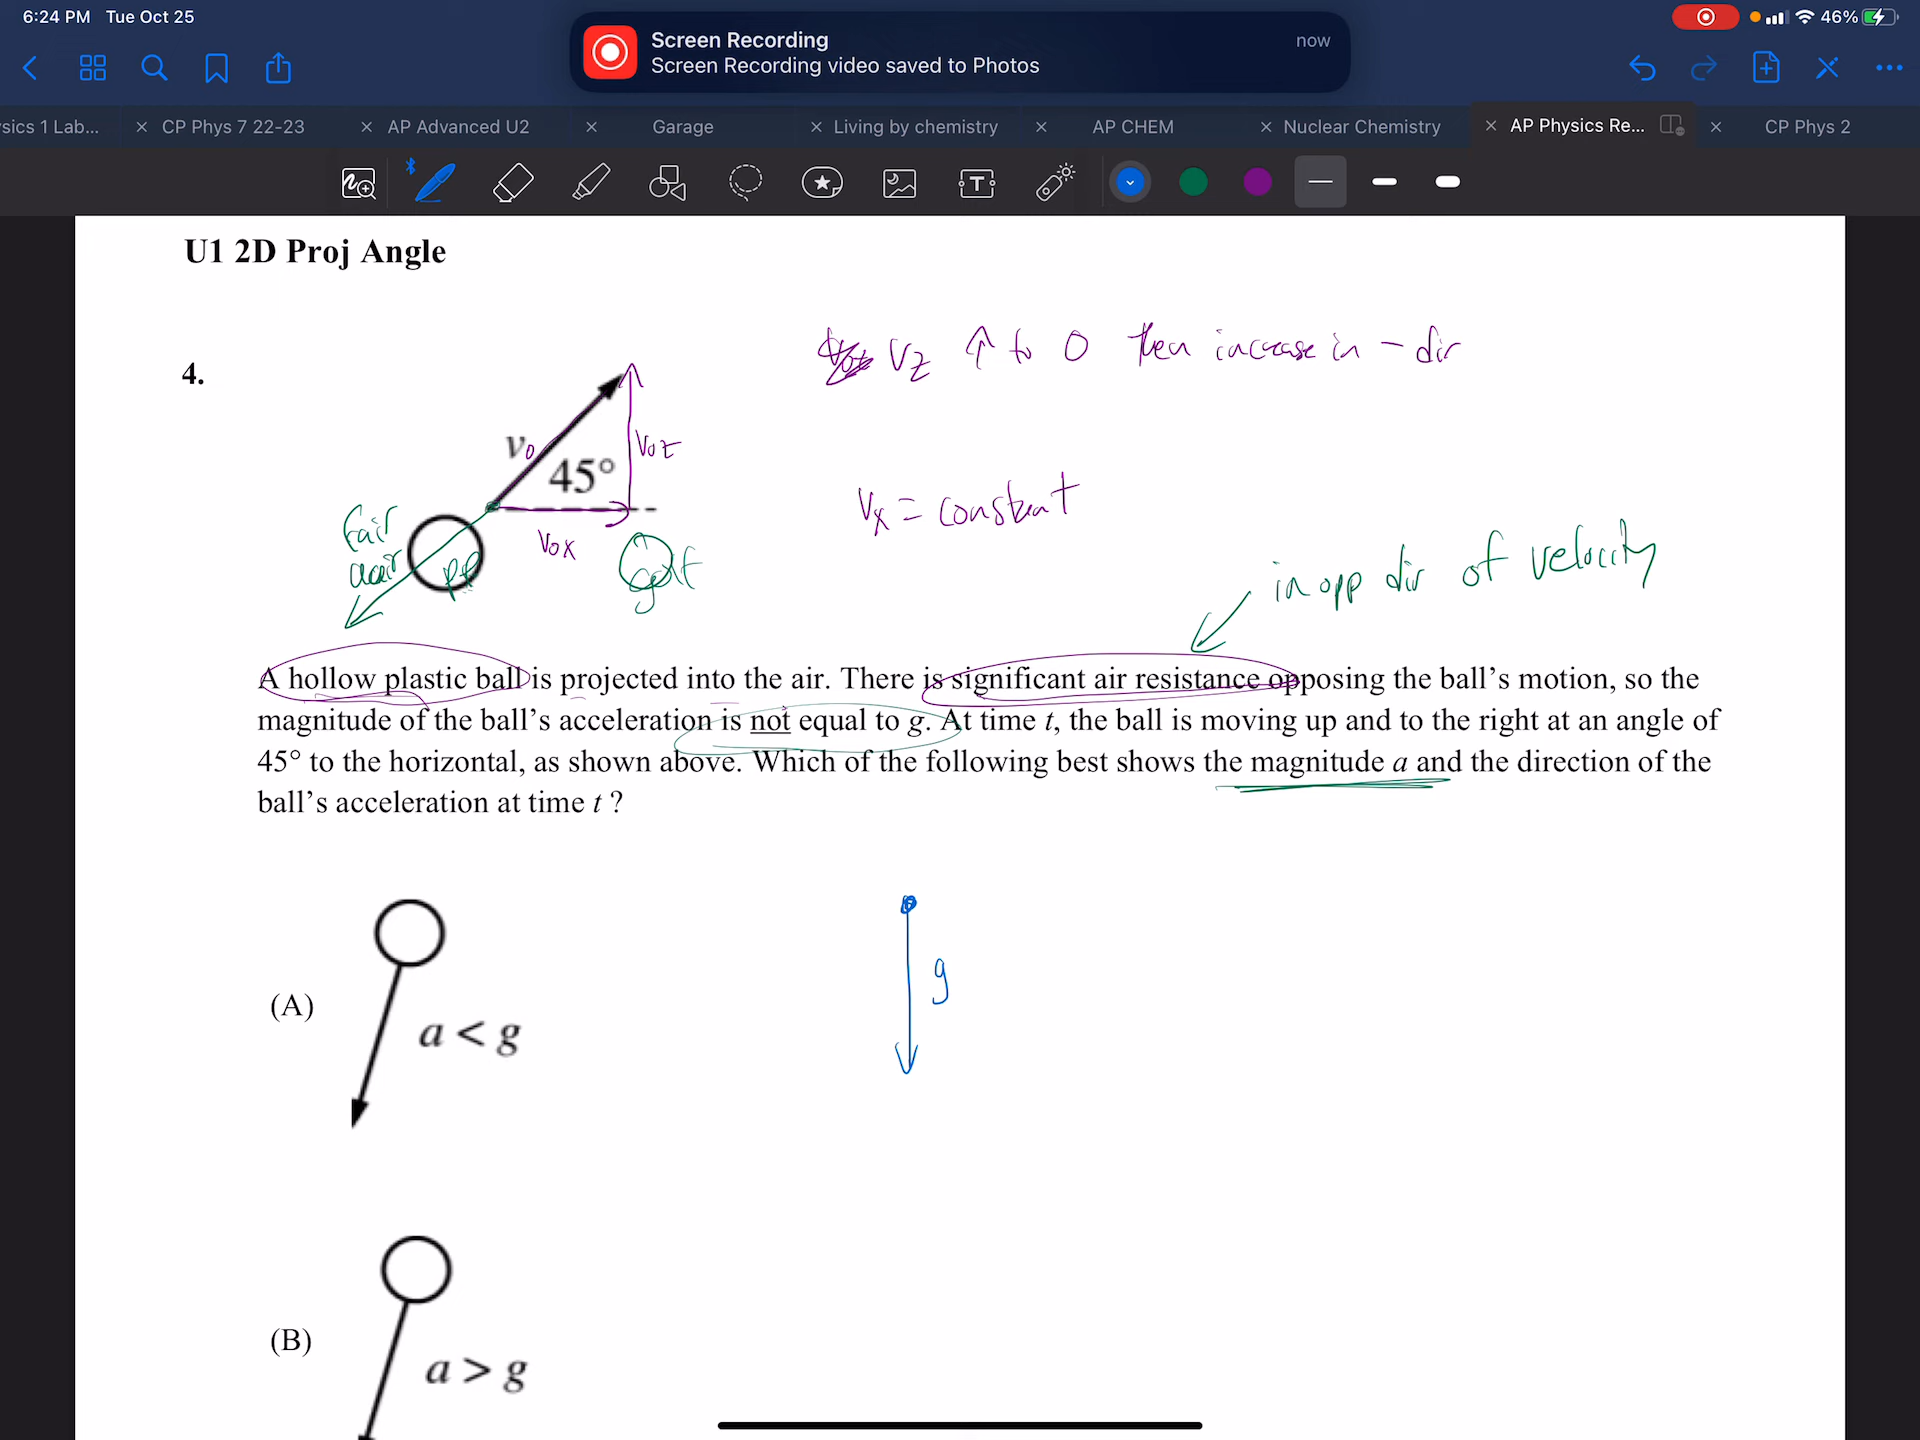 6:24 PM Tue Oct 25
Screen Recording
now
Screen Recording video saved to Photos
46%
sics 1 Lab...
CP Phys 7 22-23
AP Advanced U2
Garage
Living by chemistry
AP CHEM
Nuclear Chemistry
AP Physics Re...
CP Phys 2
U1 2D Proj Angle
Vz ↑ to 0 then increase in - dir
4.
v0
45°
Voz
Vox
Vx = constant
Fair
aair
in opp dir of velocity
A hollow plastic ball is projected into the air. There is significant air resistance opposing the ball’s motion, so the
magnitude of the ball’s acceleration is not equal to g. At time t, the ball is moving up and to the right at an angle of
45° to the horizontal, as shown above. Which of the following best shows the magnitude a and the direction of the
ball’s acceleration at time t ?
g
(A)
a < g
(B)
a > g